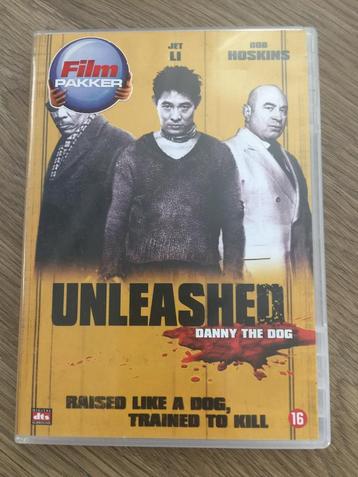 Film
PAKKER
JET
LI
BOB
HOSKINS
UNLEASHED
DANNY THE DOG
RAISED LIKE A DOG,
TRAINED TO KILL
dts
16